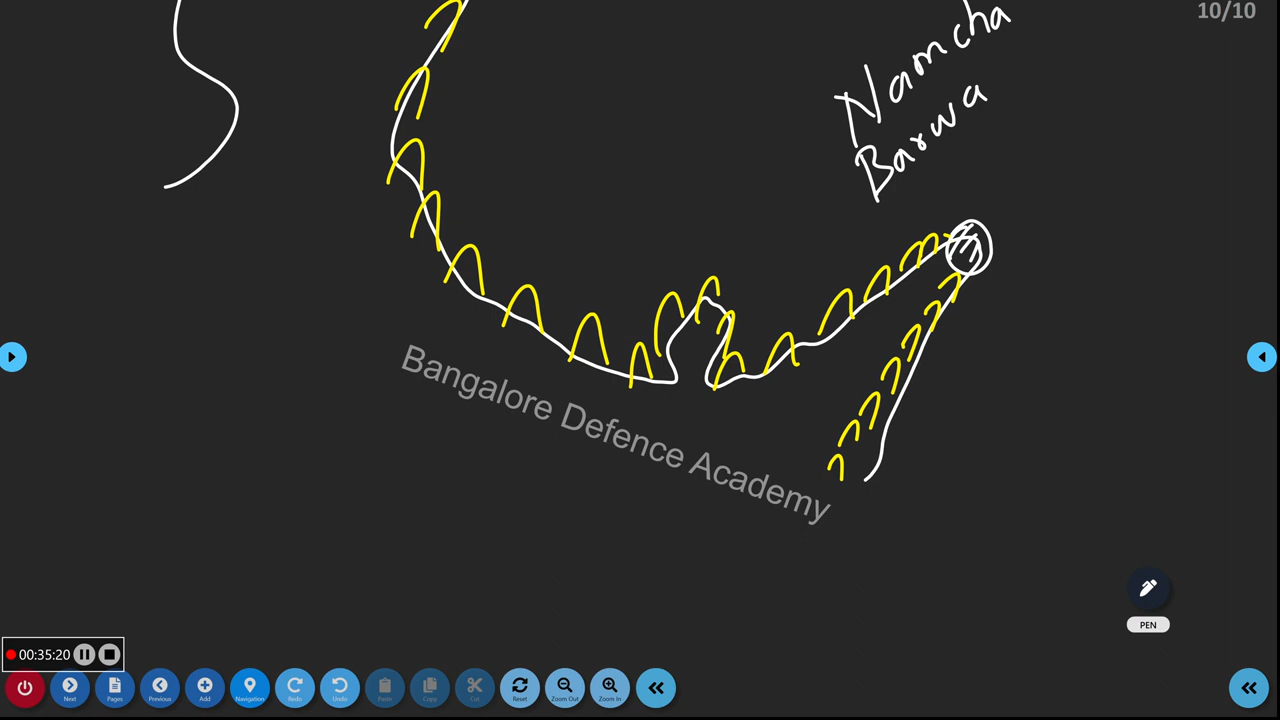 10/10
Namcha
Barwa
Bangalore Defence Academy
PEN
00:35:20
Next
Pages
Previous
Add
Navigation
Redo
Undo
Paste
Copy
Cut
Reset
Zoom Out
Zoom In